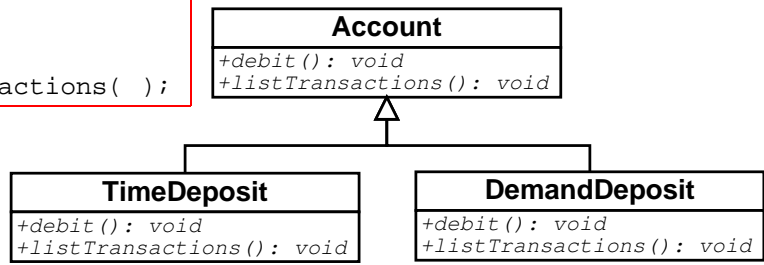 actions( );
Account
+debit(): void
+listTransactions(): void
TimeDeposit
+debit(): void
+listTransactions(): void
DemandDeposit
+debit(): void
+listTransactions(): void